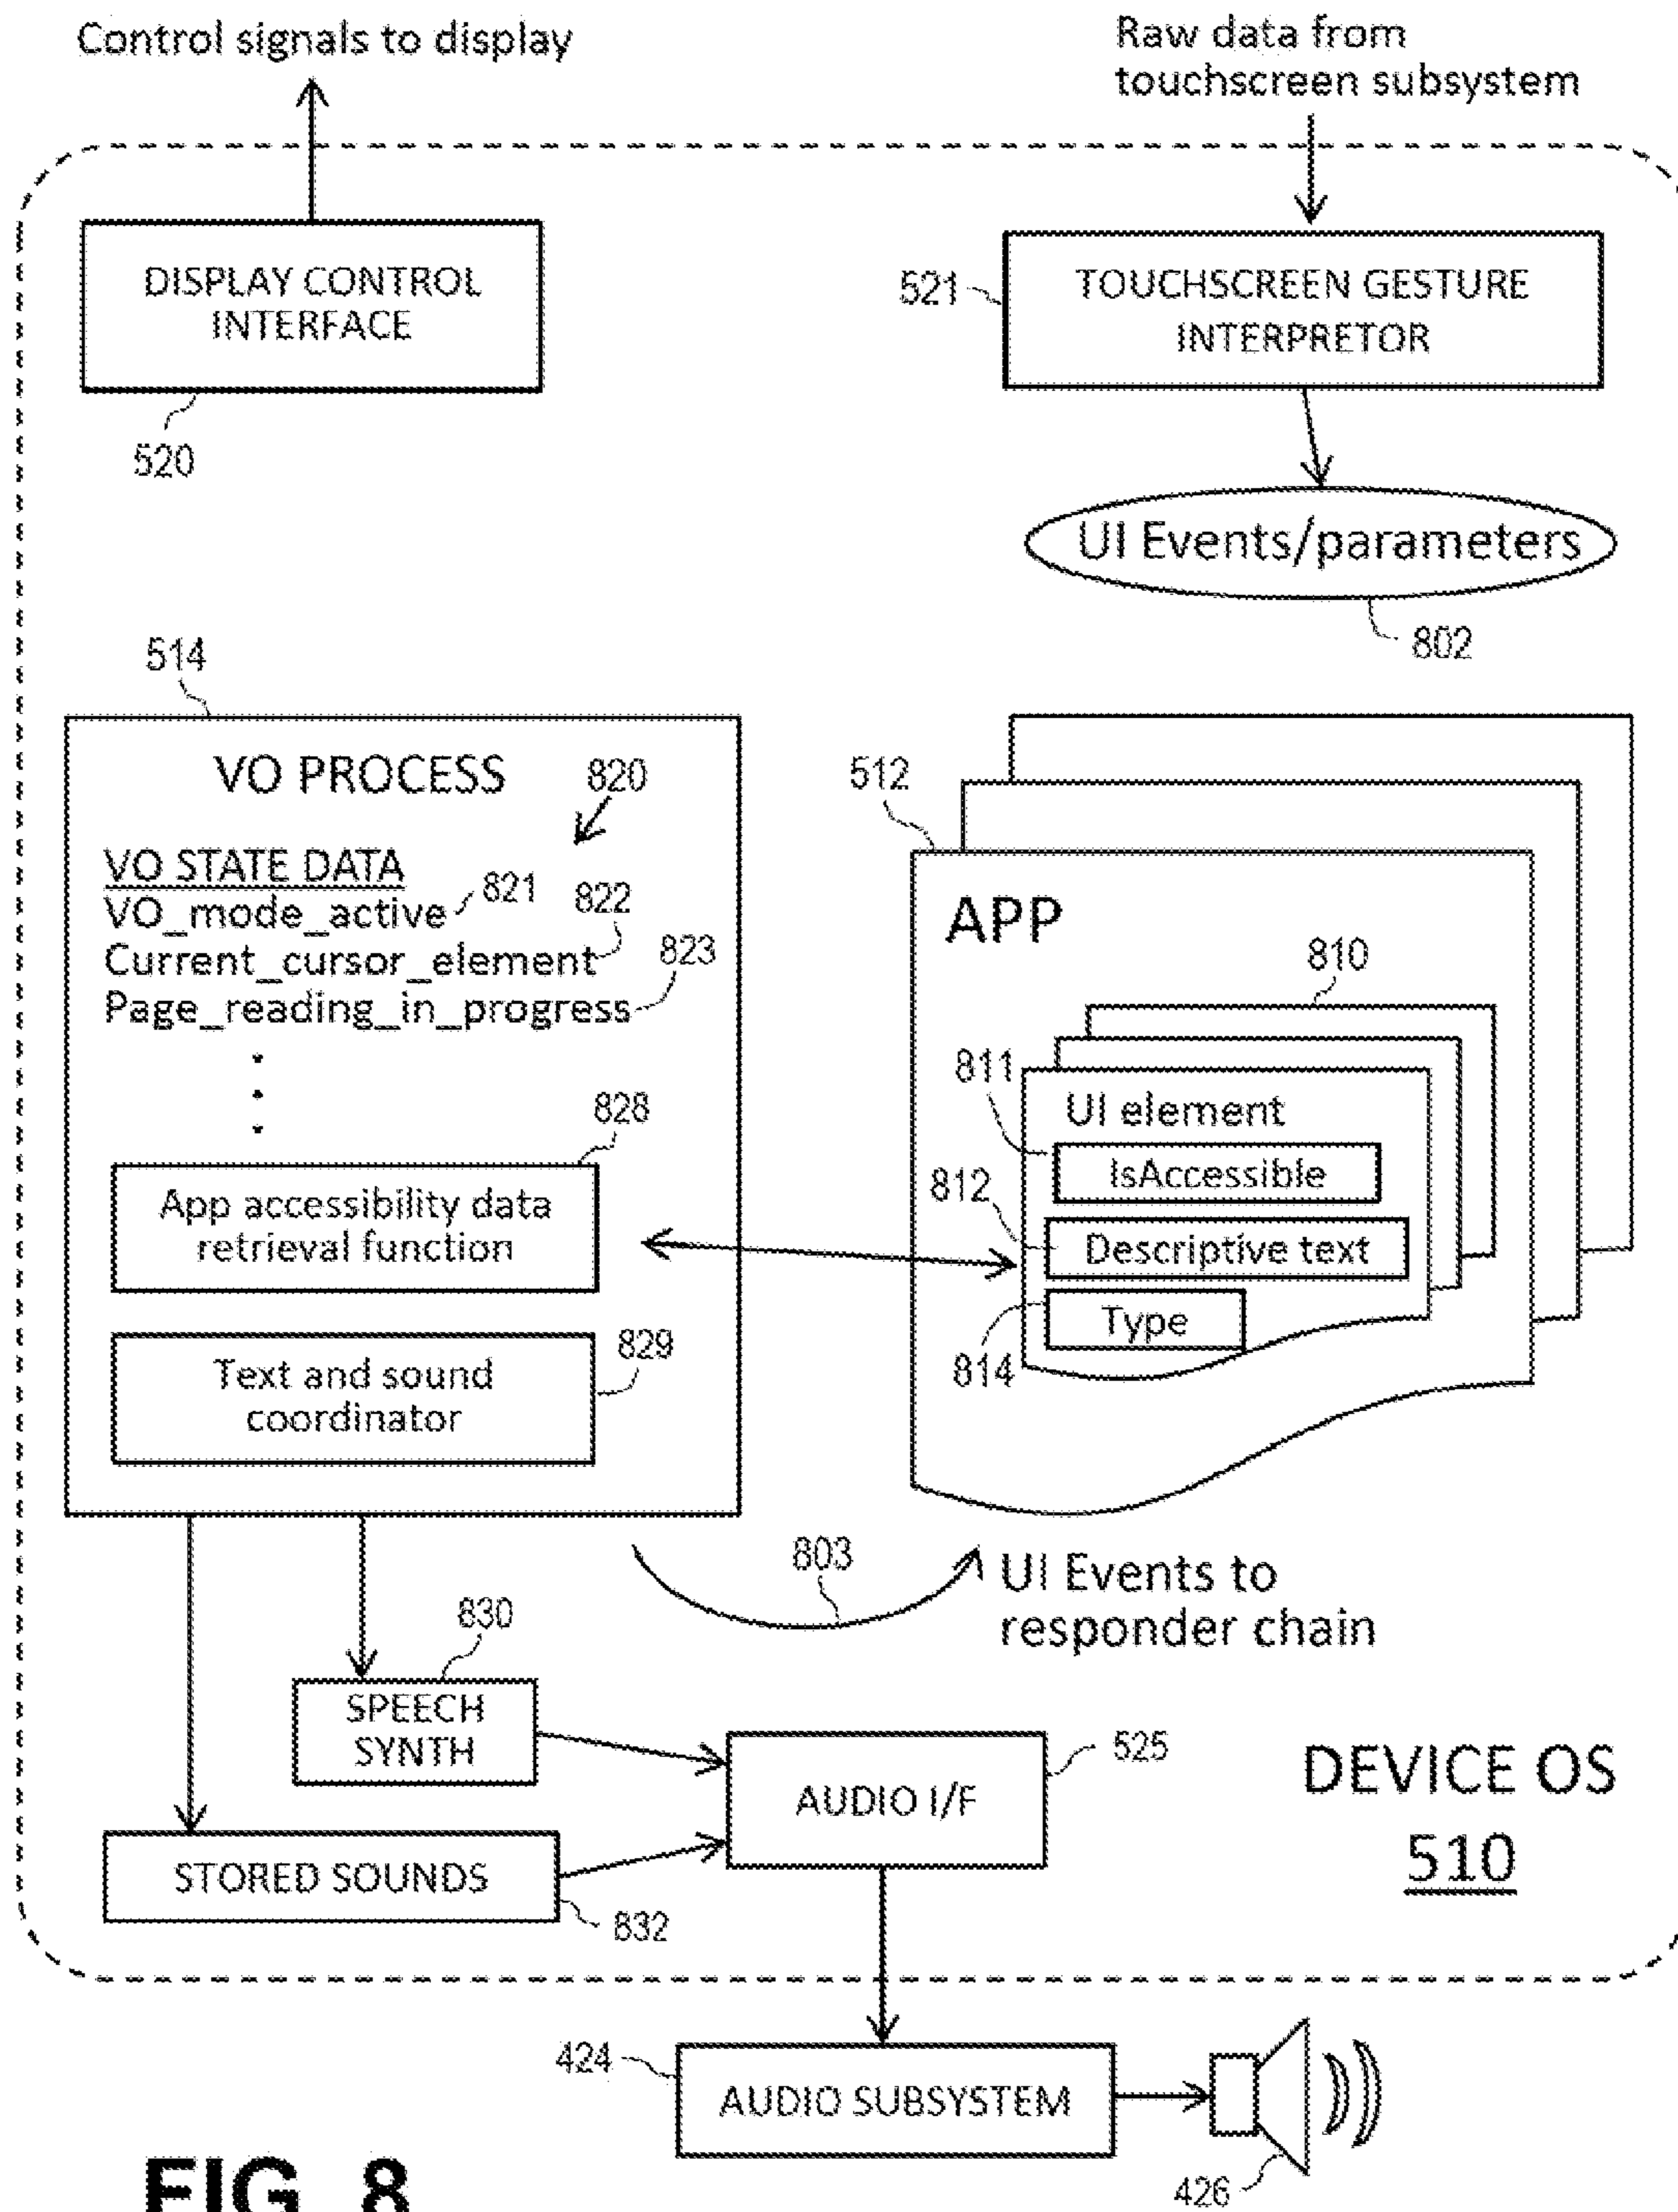 Control signals to display
Raw data from
touchscreen subsystem
DISPLAY CONTROL
INTERFACE
520
521
TOUCHSCREEN GESTURE
INTERPRETOR
UI Events/parameters
802
514
VO PROCESS
820
VO STATE DATA
VO_mode_active
821
822
Current_cursor_element
823
Page_reading_in_progress
828
App accessibility data
retrieval function
829
Text and sound
coordinator
512
APP
810
811
UI element
IsAccessible
812
Descriptive text
814
Type
803
UI Events to
responder chain
830
SPEECH
SYNTH
525
AUDIO I/F
STORED SOUNDS
832
DEVICE OS
510
424
AUDIO SUBSYSTEM
426
FIG. 8